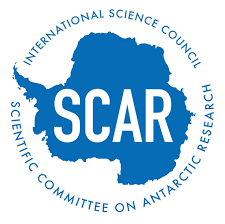 INTERNATIONAL SCIENCE COUNCIL
SCAR
SCIENTIFIC COMMITTEE ON ANTARCTIC RESEARCH